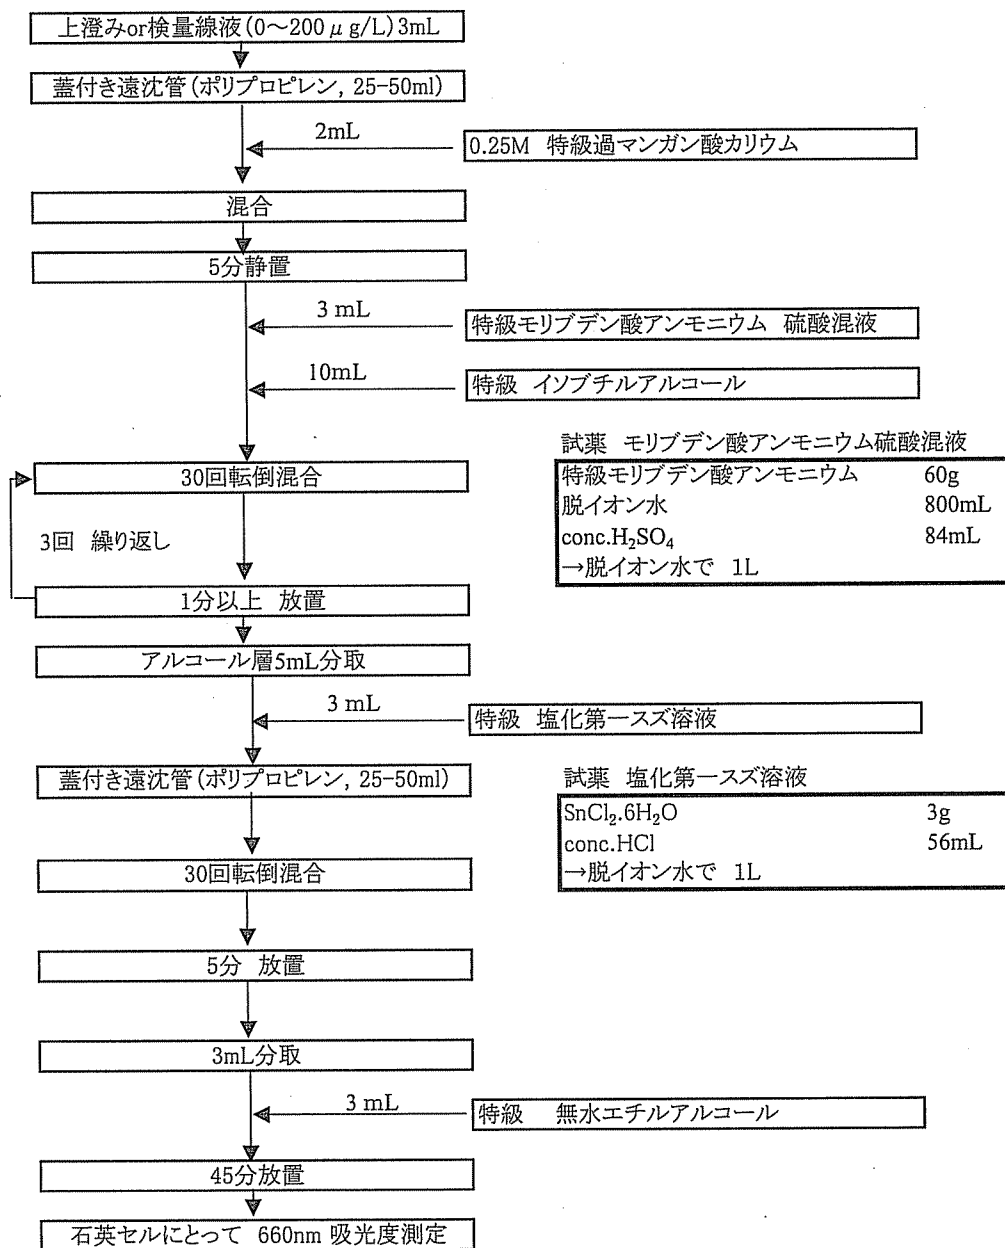 上澄みor検量線液(0～200μg/L)3mL
蓋付き遠沈管(ポリプロピレン, 25-50ml)
2mL
0.25M 特級過マンガン酸カリウム
混合
5分静置
3 mL
特級モリブデン酸アンモニウム 硫酸混液
10mL
特級 イソブチルアルコール
試薬 モリブデン酸アンモニウム硫酸混液
特級モリブデン酸アンモニウム 60g
脱イオン水 800mL
conc.H₂SO₄ 84mL
→脱イオン水で 1L
30回転倒混合
3回 繰り返し
1分以上 放置
アルコール層5mL分取
3 mL
特級 塩化第一スズ溶液
蓋付き遠沈管(ポリプロピレン, 25-50ml)
試薬 塩化第一スズ溶液
SnCl₂.6H₂O 3g
conc.HCl 56mL
→脱イオン水で 1L
30回転倒混合
5分 放置
3mL分取
3 mL
特級 無水エチルアルコール
45分放置
石英セルにとって 660nm 吸光度測定